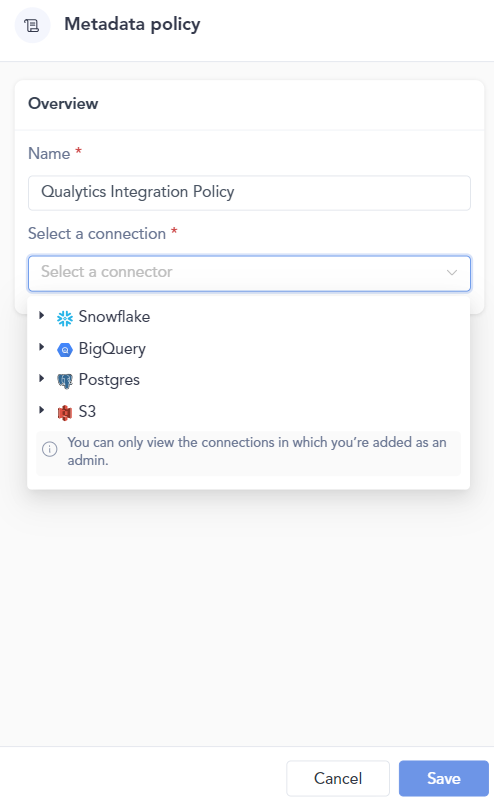 Metadata policy
Overview
Name *
Qualytics Integration Policy
Select a connection *
Select a connector
Snowflake
BigQuery
Postgres
S3
You can only view the connections in which you’re added as an
admin.
Cancel
Save